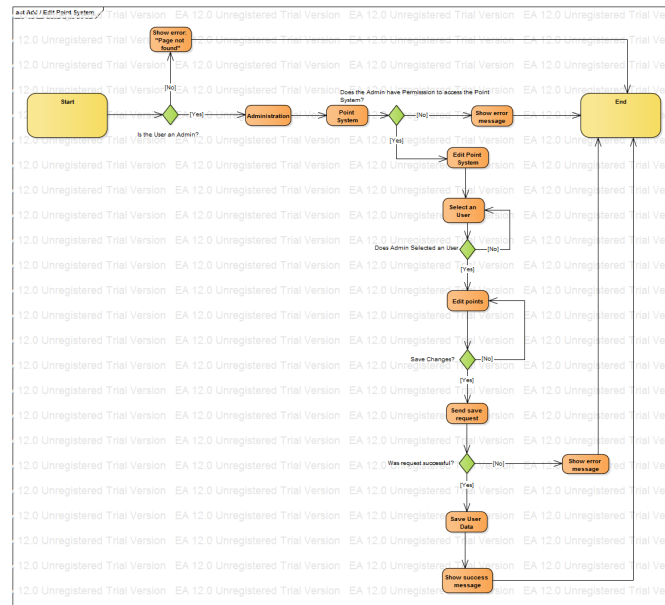 Add / Edit Point System
Show error:
"Page not
found"
[No]
Does the Admin have Permission to access the Point
System?
Start
[Yes]
Administration
Point
System
[No]
Show error
message
End
Is the User an Admin?
[Yes]
Edit Point
System
Select an
User
Does Admin Selected an User
[No]
[Yes]
Edit points
Save Changes?
[No]
[Yes]
Send save
request
Was request successful?
[No]
Show error
message
[Yes]
Save User
Data
Show success
message
EA 12.0 Unregistered Trial Version